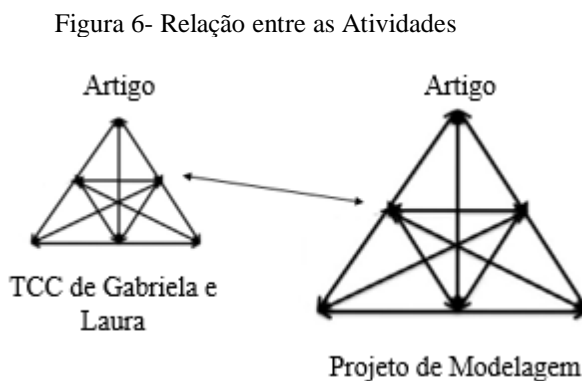 Figura 6- Relação entre as Atividades
Artigo
Artigo
TCC de Gabriela e
Laura
Projeto de Modelagem